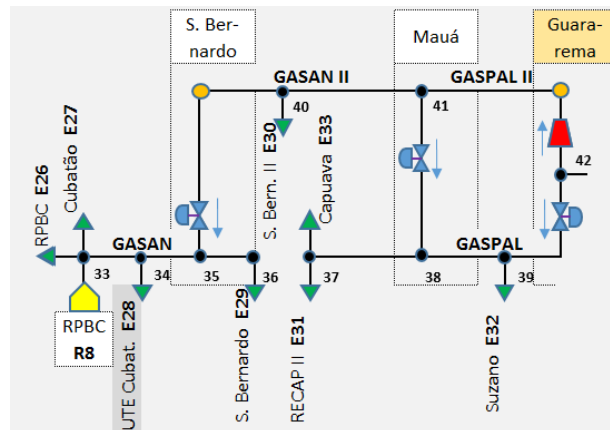 S. Be-
rnardo
Mauá
Guara-
rema
GASAN II
GASPAL II
40
41
42
RPBC E26
Cubatão E27
S. Bern. II E30
Capuava E33
GASAN
GASPAL
33
34
35
36
37
38
39
RPBC
R8
UTE Cubat. E28
S. Bernardo E29
RECAP II E31
Suzano E32